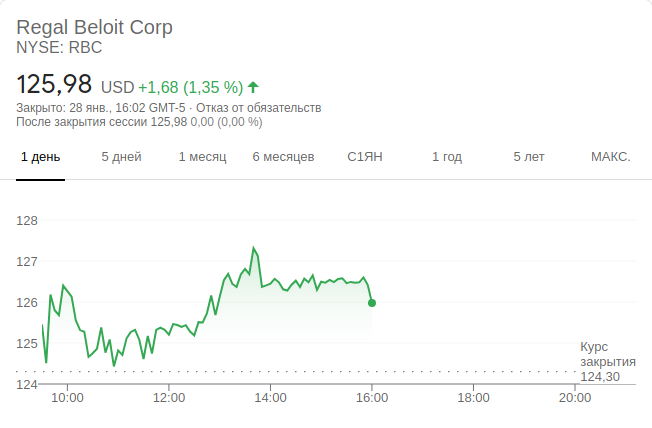 Regal Beloit Corp
NYSE: RBC
125,98 USD +1,68 (1,35 %)
Закрыто: 28 янв., 16:02 GMT-5 · Отказ от обязательств
После закрытия сессии 125,98 0,00 (0,00 %)
1 день 5 дней 1 месяц 6 месяцев С1ЯН 1 год 5 лет МАКС.
128
127
126
125
Курс
закрытия
124,30
124
10:00 12:00 14:00 16:00 18:00 20:00